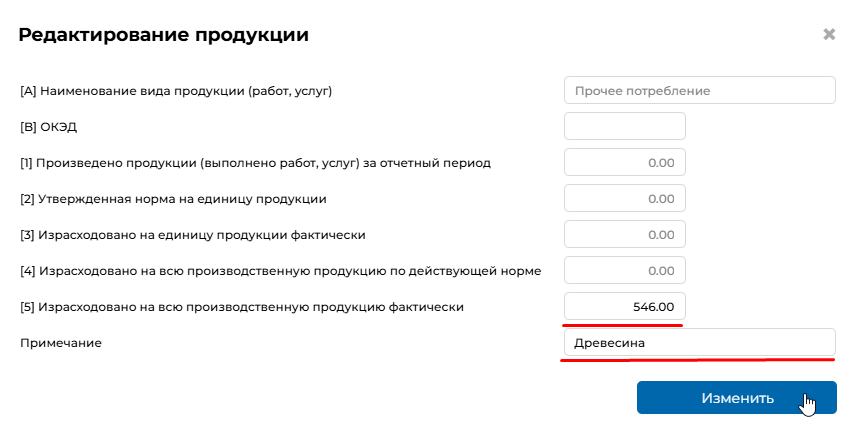 Редактирование продукции
[A] Наименование вида продукции (работ, услуг) Прочее потребление
[B] ОКЭД
[1] Произведено продукции (выполнено работ, услуг) за отчетный период 0.00
[2] Утвержденная норма на единицу продукции 0.00
[3] Израсходовано на единицу продукции фактически 0.00
[4] Израсходовано на всю производственную продукцию по действующей норме 0.00
[5] Израсходовано на всю производственную продукцию фактически 546.00
Примечание Древесина
Изменить